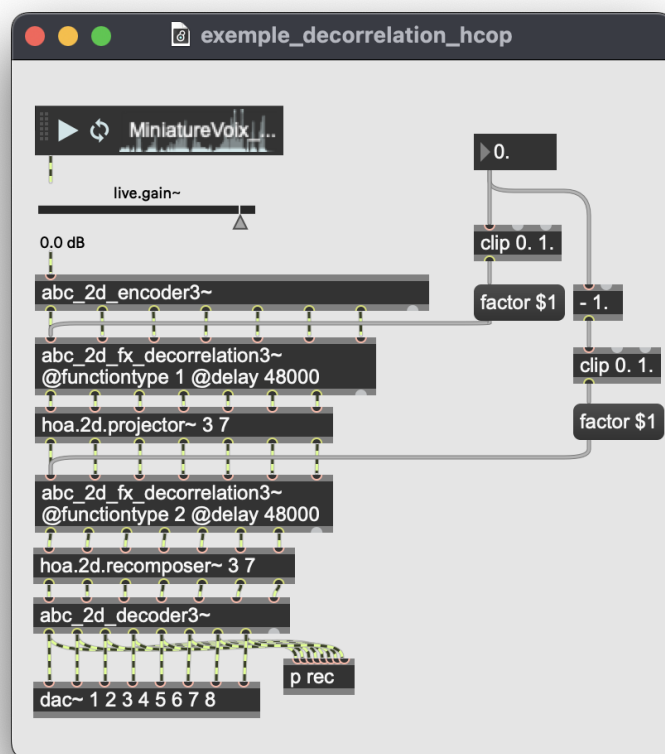 exemple_decorrelation_hcop
MiniatureVoix_...
live.gain~
0.0 dB
0.
clip 0. 1.
factor $1
- 1.
clip 0. 1.
factor $1
abc_2d_encoder3~
abc_2d_fx_decorrelation3~
@functiontype 1 @delay 48000
hoa.2d.projector~ 3 7
abc_2d_fx_decorrelation3~
@functiontype 2 @delay 48000
hoa.2d.recomposer~ 3 7
abc_2d_decoder3~
p rec
dac~ 1 2 3 4 5 6 7 8